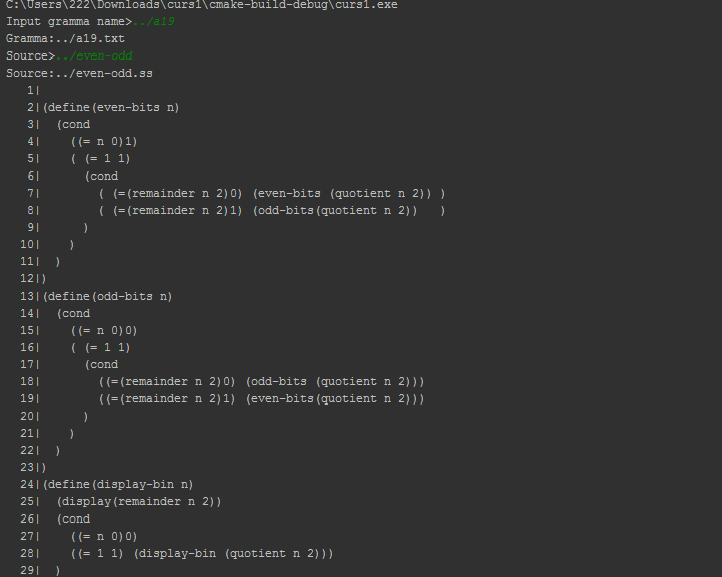 C:\Users\222\Downloads\curs1\cmake-build-debug\curs1.exe
Input gramma name>../a19
Gramma:../a19.txt
Source>../even-odd
Source:../even-odd.ss
   1|
   2|(define(even-bits n)
   3|  (cond
   4|    ((= n 0)1)
   5|    ( (= 1 1)
   6|      (cond
   7|        ( (=(remainder n 2)0) (even-bits (quotient n 2)) )
   8|        ( (=(remainder n 2)1) (odd-bits(quotient n 2))   )
   9|      )
  10|    )
  11|  )
  12|)
  13|(define(odd-bits n)
  14|  (cond
  15|    ((= n 0)0)
  16|    ( (= 1 1)
  17|      (cond
  18|        ((=(remainder n 2)0) (odd-bits (quotient n 2)))
  19|        ((=(remainder n 2)1) (even-bits(quotient n 2)))
  20|      )
  21|    )
  22|  )
  23|)
  24|(define(display-bin n)
  25|  (display(remainder n 2))
  26|  (cond
  27|    ((= n 0)0)
  28|    ((= 1 1) (display-bin (quotient n 2)))
  29|  )